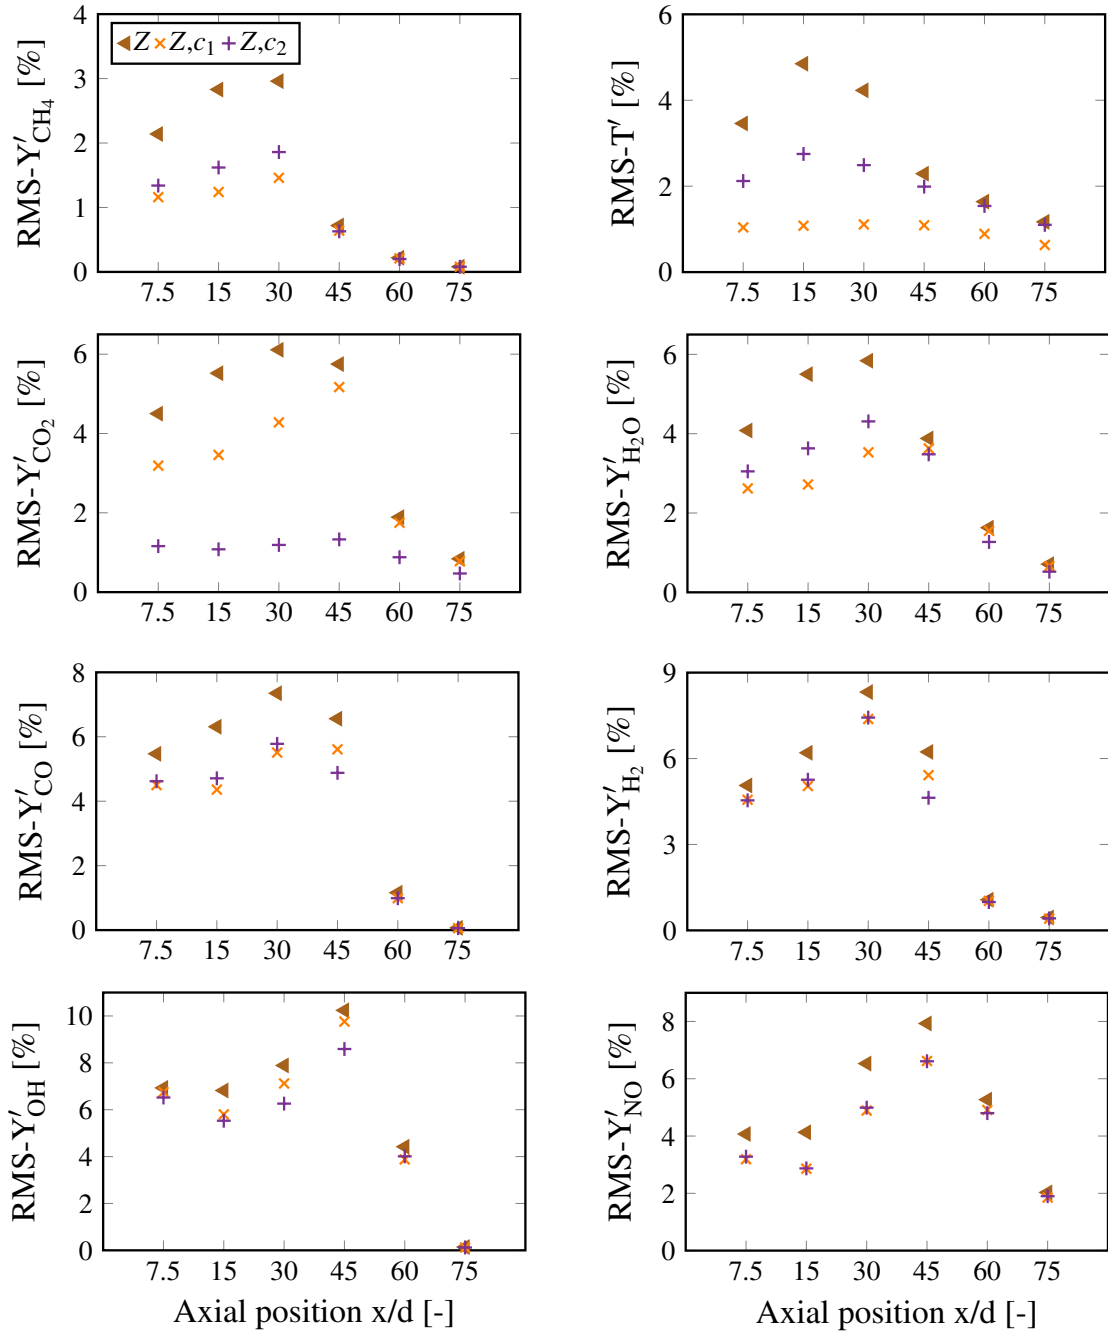 Z Z,c₁ Z,c₂
RMS-Y′CH₄ [%]
4
3
2
1
0
7.5 15 30 45 60 75
RMS-T′ [%]
6
4
2
0
7.5 15 30 45 60 75
RMS-Y′CO₂ [%]
6
4
2
0
7.5 15 30 45 60 75
RMS-Y′H₂O [%]
6
4
2
0
7.5 15 30 45 60 75
RMS-Y′CO [%]
8
6
4
2
0
7.5 15 30 45 60 75
RMS-Y′H₂ [%]
9
6
3
0
7.5 15 30 45 60 75
RMS-Y′OH [%]
10
8
6
4
2
0
7.5 15 30 45 60 75
Axial position x/d [-]
RMS-Y′NO [%]
8
6
4
2
0
7.5 15 30 45 60 75
Axial position x/d [-]